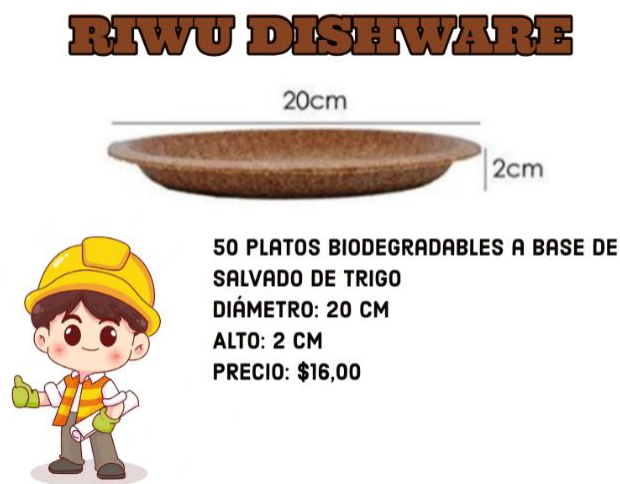 RIWU DISHWARE
20cm
2cm
50 PLATOS BIODEGRADABLES A BASE DE
SALVADO DE TRIGO
DIÁMETRO: 20 CM
ALTO: 2 CM
PRECIO: $16,00